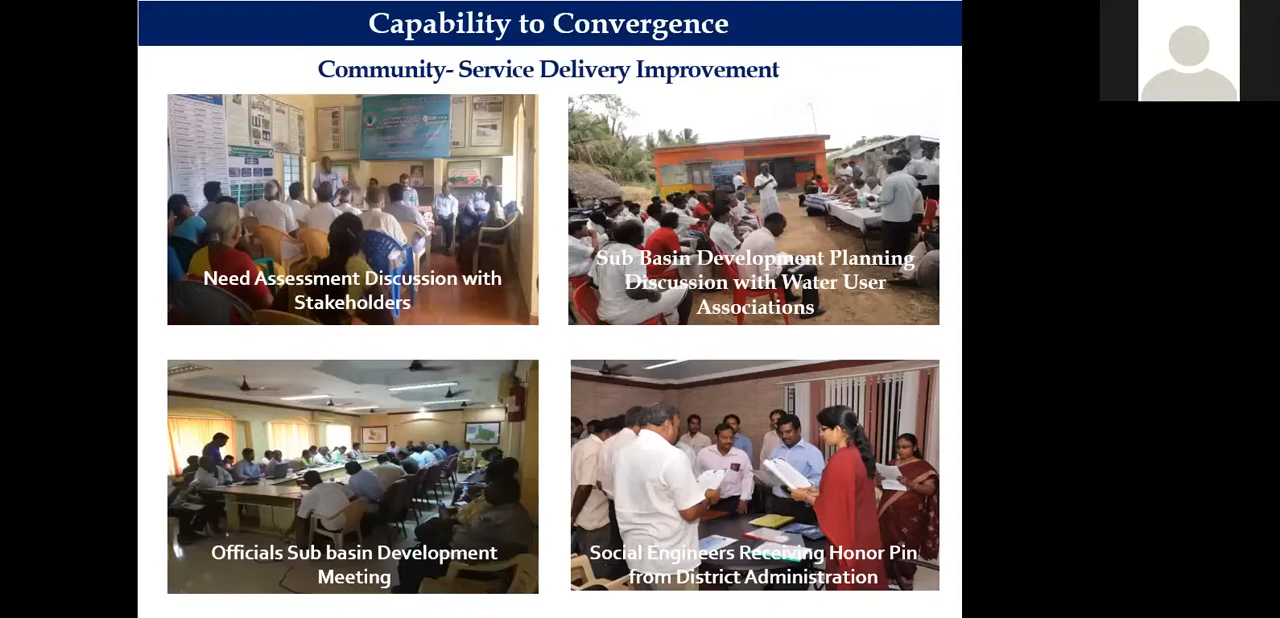 Capability to Convergence
Community- Service Delivery Improvement
Need Assessment Discussion with
Stakeholders
Sub Basin Development Planning
Discussion with Water User
Associations
Officials Sub basin Development
Meeting
Social Engineers Receiving Honor Pin
from District Administration